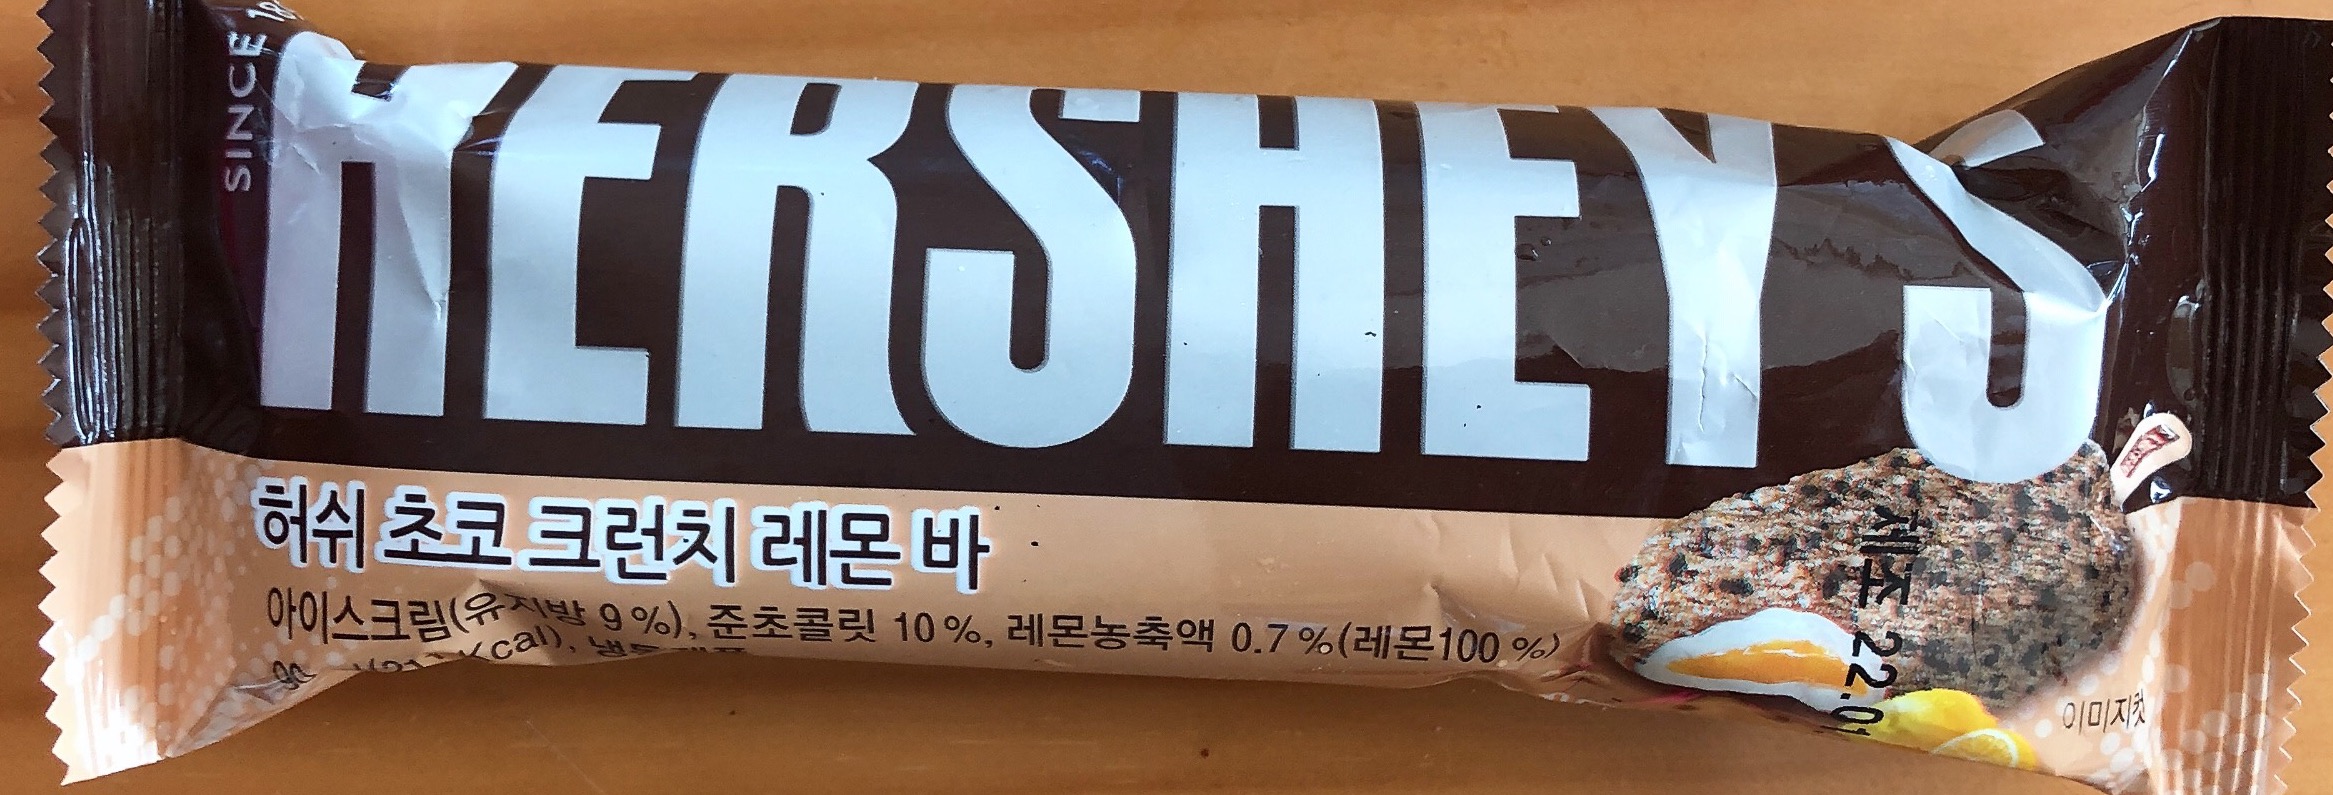 SINCE
HERSHEY'S
허쉬 초코 크런치 레몬 바
아이스크림(유지방 9%), 준초콜릿 10%, 레몬농축액 0.7%(레몬100%)
제조 22.01
이미지컷